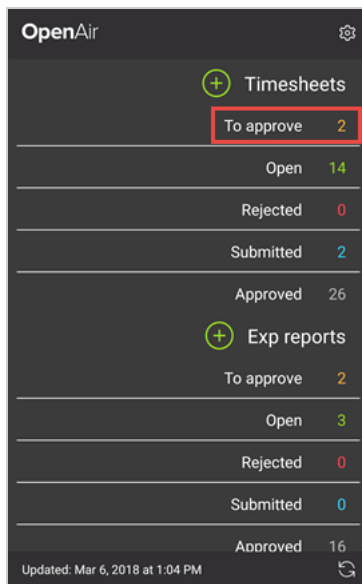 OpenAir
Timesheets
To approve 2
Open 14
Rejected 0
Submitted 2
Approved 26
Exp reports
To approve 2
Open 3
Rejected 0
Submitted 0
Approved 16
Updated: Mar 6, 2018 at 1:04 PM